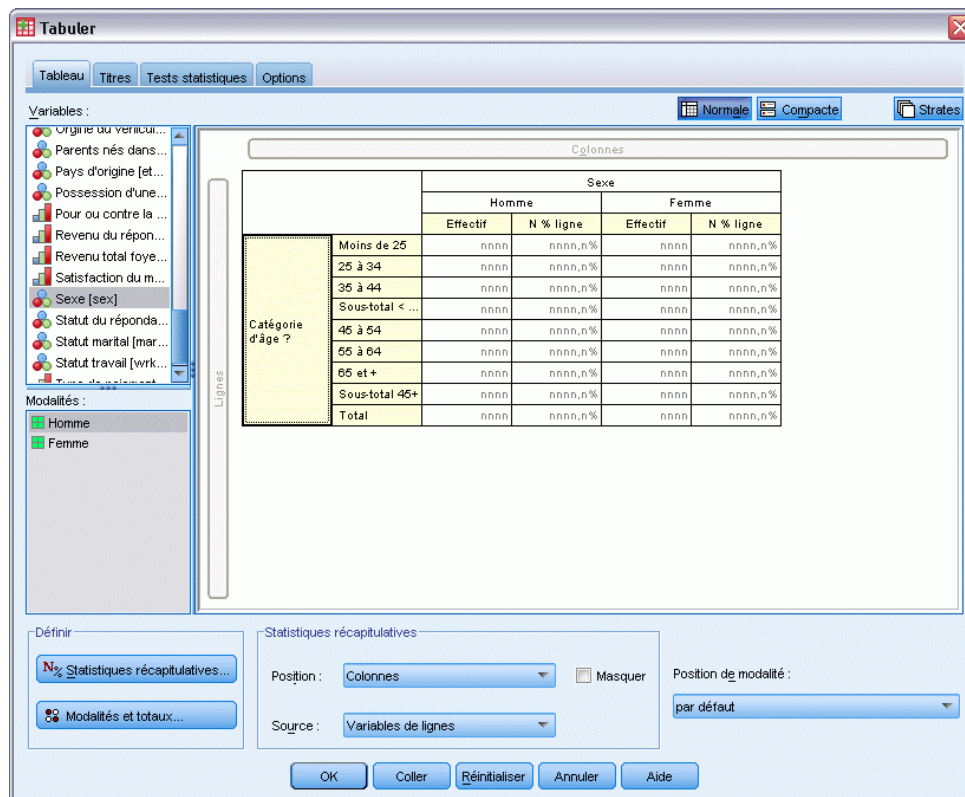 Tabuler
Tableau Titres Tests statistiques Options
Variables :
Normale Compacte Strates
Orgine du véhicul...
Parents nés dans...
Pays d'origine [et...
Possession d'une...
Pour ou contre la ...
Revenu du répon...
Revenu total foye...
Satisfaction du m...
Sexe [sex]
Statut du réponda...
Statut marital [mar...
Statut travail [wrk...
Modalités :
Homme
Femme
Colonnes
Lignes
Sexe
Homme Femme
Effectif N % ligne Effectif N % ligne
Catégorie d'âge ?
Moins de 25 nnnn nnnn,n% nnnn nnnn,n%
25 à 34 nnnn nnnn,n% nnnn nnnn,n%
35 à 44 nnnn nnnn,n% nnnn nnnn,n%
Sous-total < ... nnnn nnnn,n% nnnn nnnn,n%
45 à 54 nnnn nnnn,n% nnnn nnnn,n%
55 à 64 nnnn nnnn,n% nnnn nnnn,n%
65 et + nnnn nnnn,n% nnnn nnnn,n%
Sous-total 45+ nnnn nnnn,n% nnnn nnnn,n%
Total nnnn nnnn,n% nnnn nnnn,n%
Définir
N% Statistiques récapitulatives...
Modalités et totaux...
Statistiques récapitulatives
Position : Colonnes Masquer
Source : Variables de lignes
Position de modalité :
par défaut
OK Coller Réinitialiser Annuler Aide